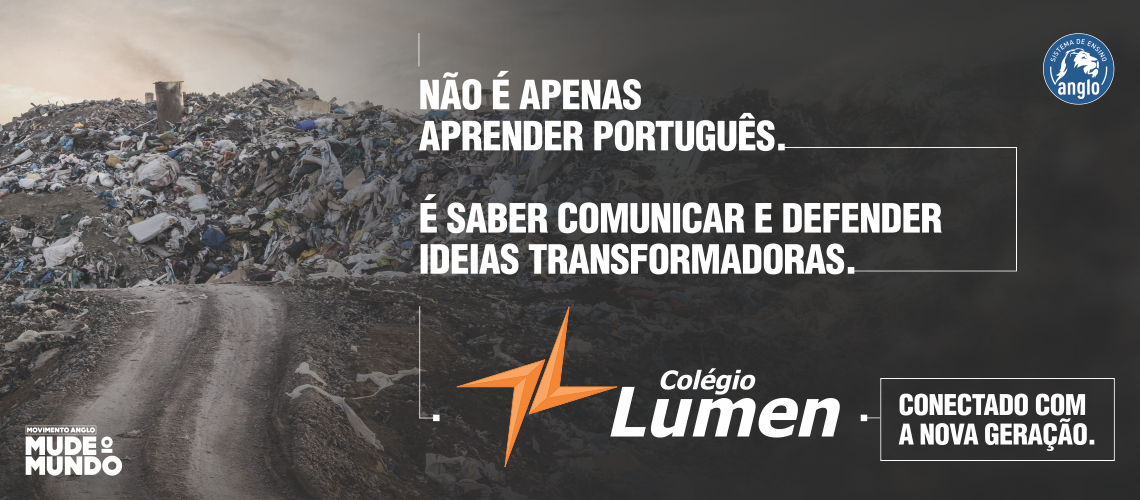 SISTEMA DE ENSINO
anglo
NÃO É APENAS
APRENDER PORTUGUÊS.
É SABER COMUNICAR E DEFENDER
IDEIAS TRANSFORMADORAS.
Colégio
Lumen
CONECTADO COM
A NOVA GERAÇÃO.
MOVIMENTO ANGLO
MUDE O
MUNDO